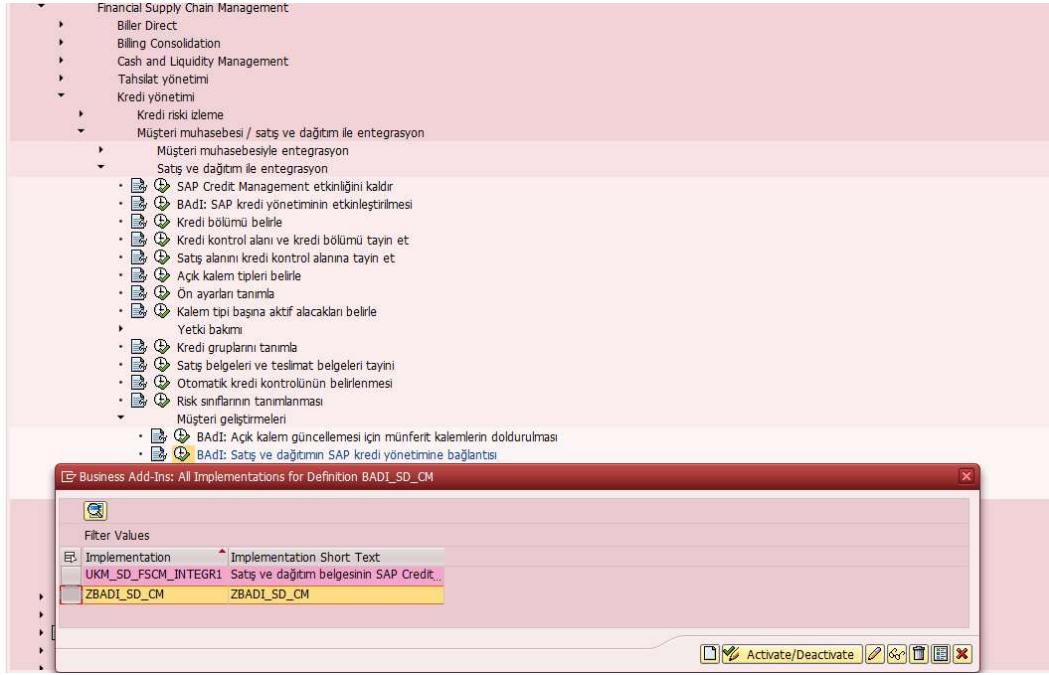 Financial Supply Chain Management
Biller Direct
Billing Consolidation
Cash and Liquidity Management
Tahsilat yönetimi
Kredi yönetimi
Kredi riski izleme
Müşteri muhasebesi / satış ve dağıtım ile entegrasyon
Müşteri muhasebesiyle entegrasyon
Satış ve dağıtım ile entegrasyon
SAP Credit Management etkinliğini kaldır
BAdI: SAP kredi yönetiminin etkinleştirilmesi
Kredi bölümü belirle
Kredi kontrol alanı ve kredi bölümü tayin et
Satış alanını kredi kontrol alanına tayin et
Açık kalem tipleri belirle
Ön ayarları tanımla
Kalem tipi başına aktif alacakları belirle
Yetki bakımı
Kredi gruplarını tanımla
Satış belgeleri ve teslimat belgeleri tayini
Otomatik kredi kontrolünün belirlenmesi
Risk sınıflarının tanımlanması
Müşteri geliştirmeleri
BAdI: Açık kalem güncellemesi için münferit kalemlerin doldurulması
BAdI: Satış ve dağıtımın SAP kredi yönetimine bağlantısı
Business Add-Ins: All Implementations for Definition BADI_SD_CM
Filter Values
Implementation Implementation Short Text
UKM_SD_FSCM_INTEGR1 Satış ve dağıtım belgesinin SAP Credit...
ZBADI_SD_CM ZBADI_SD_CM
Activate/Deactivate